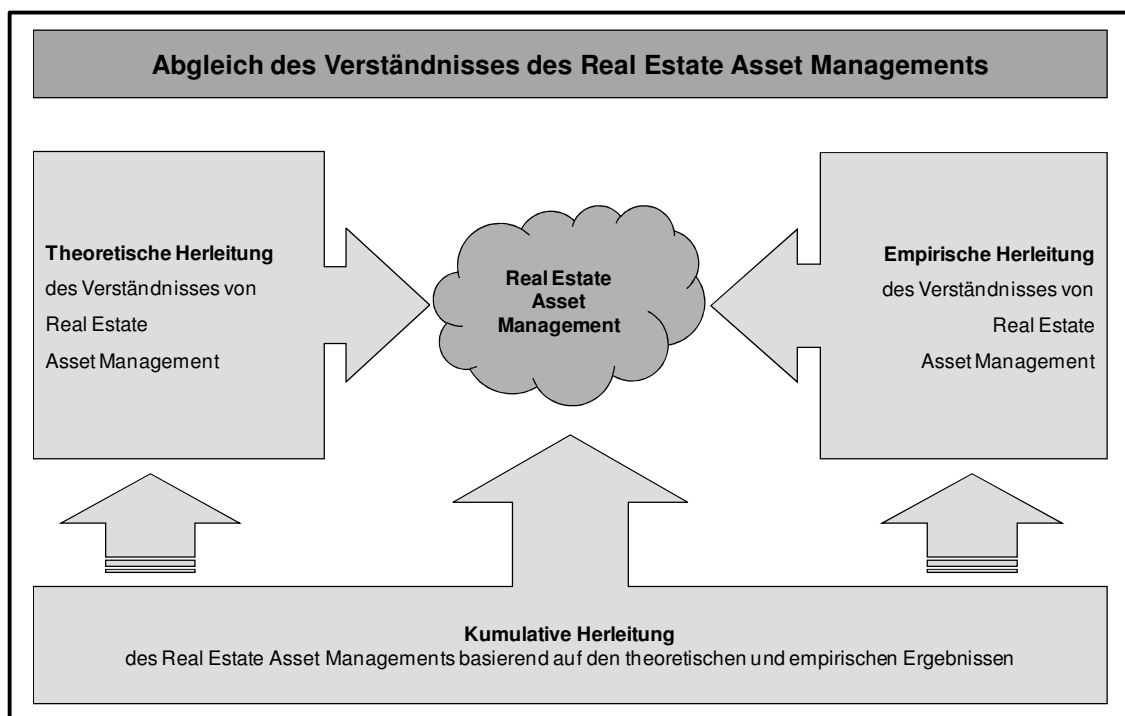 Abgleich des Verständnisses des Real Estate Asset Managements
Theoretische Herleitung
des Verständnisses von
Real Estate
Asset Management
Real Estate
Asset
Management
Empirische Herleitung
des Verständnisses von
Real Estate
Asset Management
Kumulative Herleitung
des Real Estate Asset Managements basierend auf den theoretischen und empirischen Ergebnissen